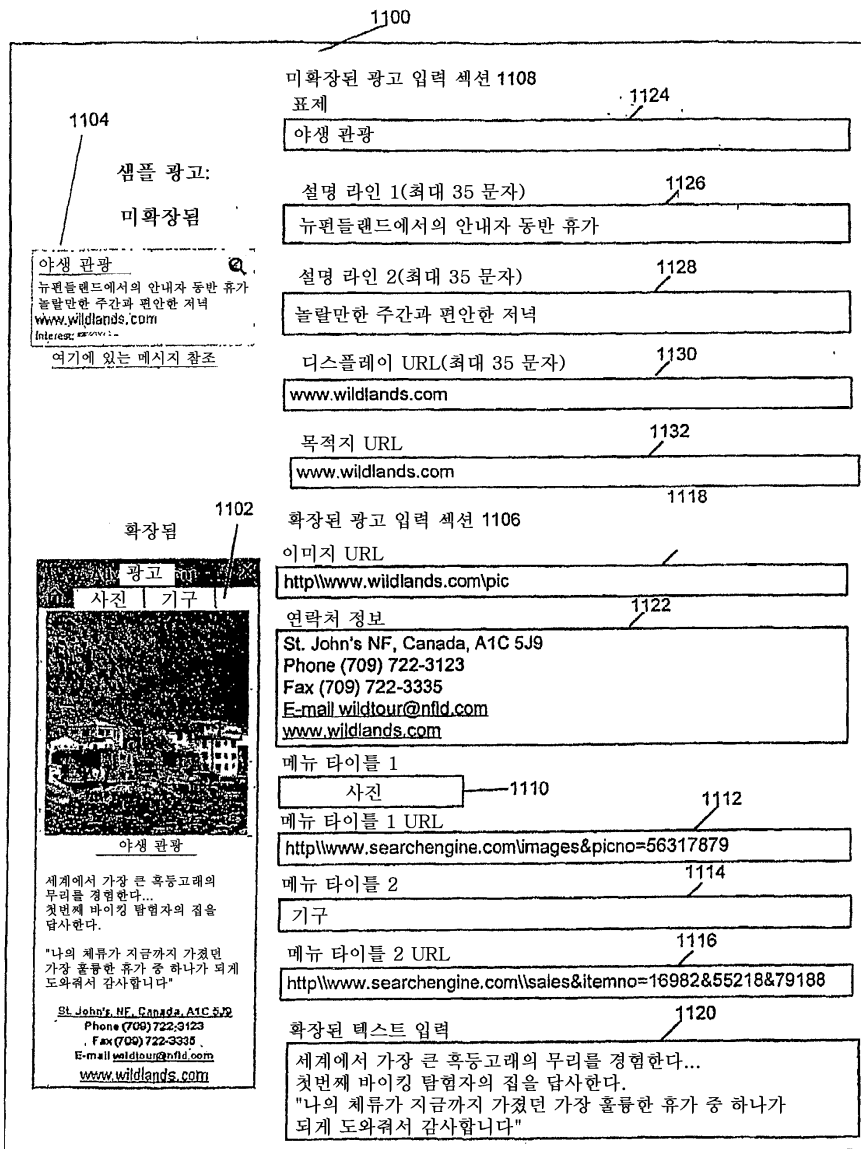 1100
1104
샘플 광고:
미확장됨
야생 관광
뉴펀들랜드에서의 안내자 동반 휴가
놀랄만한 주간과 편안한 저녁
www.wildlands.com
Interest:
여기에 있는 메시지 참조
미확장된 광고 입력 섹션 1108
표제
1124
야생 관광
설명 라인 1(최대 35 문자)
1126
뉴펀들랜드에서의 안내자 동반 휴가
설명 라인 2(최대 35 문자)
1128
놀랄만한 주간과 편안한 저녁
디스플레이 URL(최대 35 문자)
1130
www.wildlands.com
목적지 URL
1132
www.wildlands.com
확장됨
1102
광고
사진 기구
야생 관광
세계에서 가장 큰 혹등고래의
무리를 경험한다...
첫번째 바이킹 탐험자의 집을
답사한다.
"나의 체류가 지금까지 가졌던
가장 훌륭한 휴가 중 하나가 되게
도와줘서 감사합니다"
St. John's, NF, Canada, A1C 5J9
Phone (709) 722-3123
Fax (709) 722-3335
E-mail wildtour@nfld.com
www.wildlands.com
1118
확장된 광고 입력 섹션 1106
이미지 URL
http\\www.wildlands.com\pic
연락처 정보
1122
St. John's NF, Canada, A1C 5J9
Phone (709) 722-3123
Fax (709) 722-3335
E-mail wildtour@nfld.com
www.wildlands.com
메뉴 타이틀 1
사진
1110
메뉴 타이틀 1 URL
1112
http\\www.searchengine.com\images&picno=56317879
메뉴 타이틀 2
1114
기구
메뉴 타이틀 2 URL
1116
http\\www.searchengine.com\\sales&itemno=16982&55218&79188
확장된 텍스트 입력
1120
세계에서 가장 큰 혹등고래의 무리를 경험한다...
첫번째 바이킹 탐험자의 집을 답사한다.
"나의 체류가 지금까지 가졌던 가장 훌륭한 휴가 중 하나가
되게 도와줘서 감사합니다"